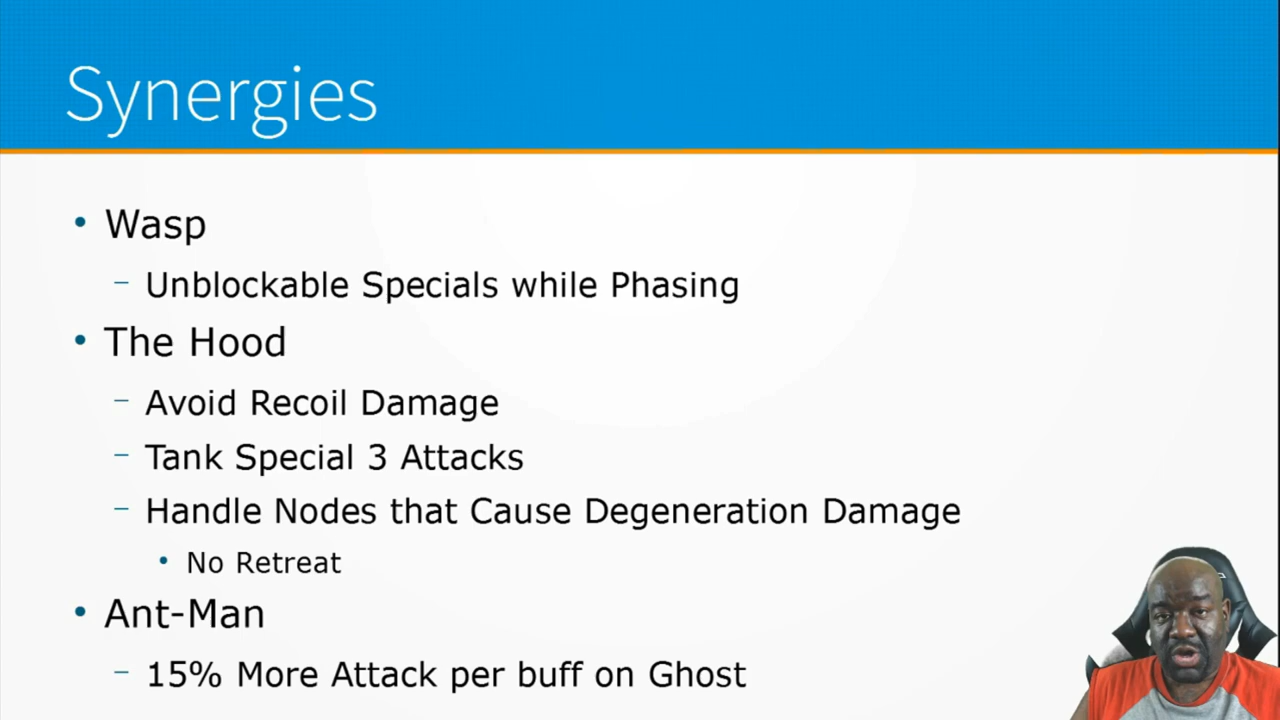 Synergies
• Wasp
– Unblockable Specials while Phasing
• The Hood
– Avoid Recoil Damage
– Tank Special 3 Attacks
– Handle Nodes that Cause Degeneration Damage
• No Retreat
• Ant-Man
– 15% More Attack per buff on Ghost